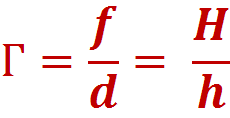 Γ = f/d = H/h